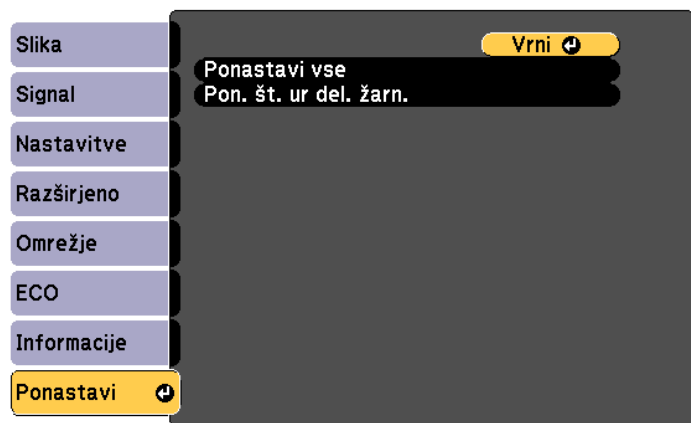 Slika
Signal
Nastavitve
Razširjeno
Omrežje
ECO
Informacije
Ponastavi
Vrni
Ponastavi vse
Pon. št. ur del. žarn.